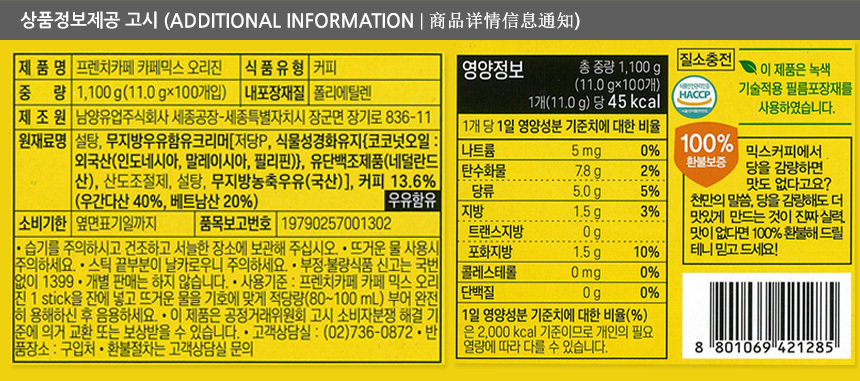 상품정보제공 고시 (ADDITIONAL INFORMATION | 商品详情信息通知)
제 품 명 프렌치카페 카페믹스 오리진 식 품 유 형 커피
중 량 1,100 g (11.0 g×100개입) 내포장재질 폴리에틸렌
제 조 원 남양유업주식회사 세종공장-세종특별자치시 장군면 장기로 836-11
원재료명 설탕, 무지방우유함유크리머[저당P, 식물성경화유지{코코넛오일 :
외국산(인도네시아, 말레이시아, 필리핀)}, 유단백조제품(네덜란드
산), 산도조절제, 설탕, 무지방농축우유(국산)], 커피 13.6%
(우간다산 40%, 베트남산 20%) 우유함유
소비기한 옆면표기일까지 품목보고번호 19790257001302
• 습기를 주의하시고 건조하고 서늘한 장소에 보관해 주십시오. • 뜨거운 물 사용시
주의하세요. • 스틱 끝부분이 날카로우니 주의하세요. • 부정·불량식품 신고는 국번
없이 1399 • 개별 판매는 하지 않습니다. • 사용기준 : 프렌치카페 카페 믹스 오리
진 1 stick을 잔에 넣고 뜨거운 물을 기호에 맞게 적당량(80~100 mL) 부어 완전
히 용해하신 후 음용하세요. • 이 제품은 공정거래위원회 고시 소비자분쟁 해결 기
준에 의거 교환 또는 보상받을 수 있습니다. • 고객상담실 : (02)736-0872 • 반
품장소 : 구입처 • 환불절차는 고객상담실 문의
영양정보 총 중량 1,100 g
(11.0 g×100개)
1개(11.0 g) 당 45 kcal
1개 당 1일 영양성분 기준치에 대한 비율
나트륨 5 mg 0%
탄수화물 7.8 g 2%
당류 5.0 g 5%
지방 1.5 g 3%
트랜스지방 0 g
포화지방 1.5 g 10%
콜레스테롤 0 mg 0%
단백질 0 g 0%
1일 영양성분 기준치에 대한 비율(%)
은 2,000 kcal 기준이므로 개인의 필요
열량에 따라 다를 수 있습니다.
질소충전
HACCP
이 제품은 녹색
기술적용 필름포장재를
사용하였습니다.
100%
환불보증
믹스커피에서
당을 감량하면
맛도 없다고요?
천만의 말씀, 당을 감량해도 더
맛있게 만드는 것이 진짜 실력.
맛이 없다면 100% 환불해 드릴
테니 믿고 드세요!
8 801069 421285